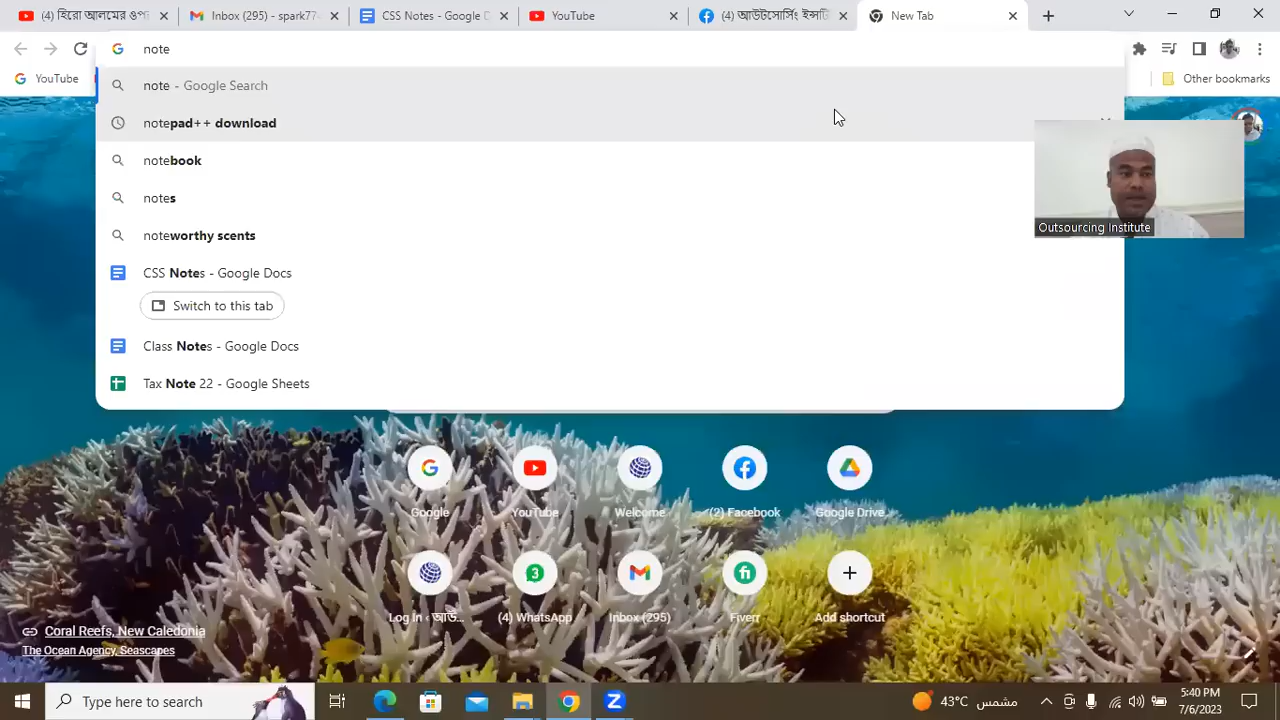 (4) হিরো আলমের গুপ্ত
Inbox (295) - spark77
CSS Notes - Google D
YouTube
(4) আউটসোর্সিং ইন্সটি
New Tab
note
YouTube
Other bookmarks
note - Google Search
notepad++ download
notebook
notes
noteworthy scents
CSS Notes - Google Docs
Switch to this tab
Class Notes - Google Docs
Tax Note 22 - Google Sheets
Outsourcing Institute
Google
YouTube
Welcome
(2) Facebook
Google Drive
Log In ‹ আউ...
(4) WhatsApp
Inbox (295)
Fiverr
Add shortcut
Coral Reefs, New Caledonia
The Ocean Agency, Seascapes
Type here to search
43°C مشمس
5:40 PM
7/6/2023